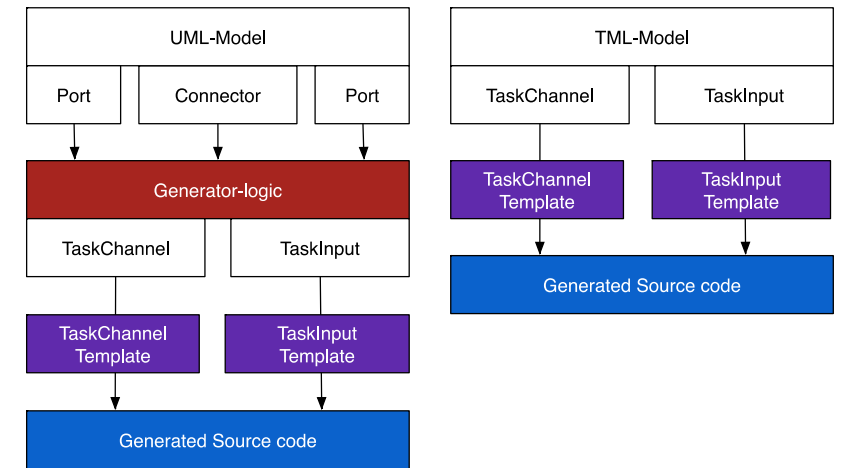 UML-Model
Port
Connector
Port
Generator-logic
TaskChannel
TaskInput
TaskChannel
Template
TaskInput
Template
Generated Source code
TML-Model
TaskChannel
TaskInput
TaskChannel
Template
TaskInput
Template
Generated Source code